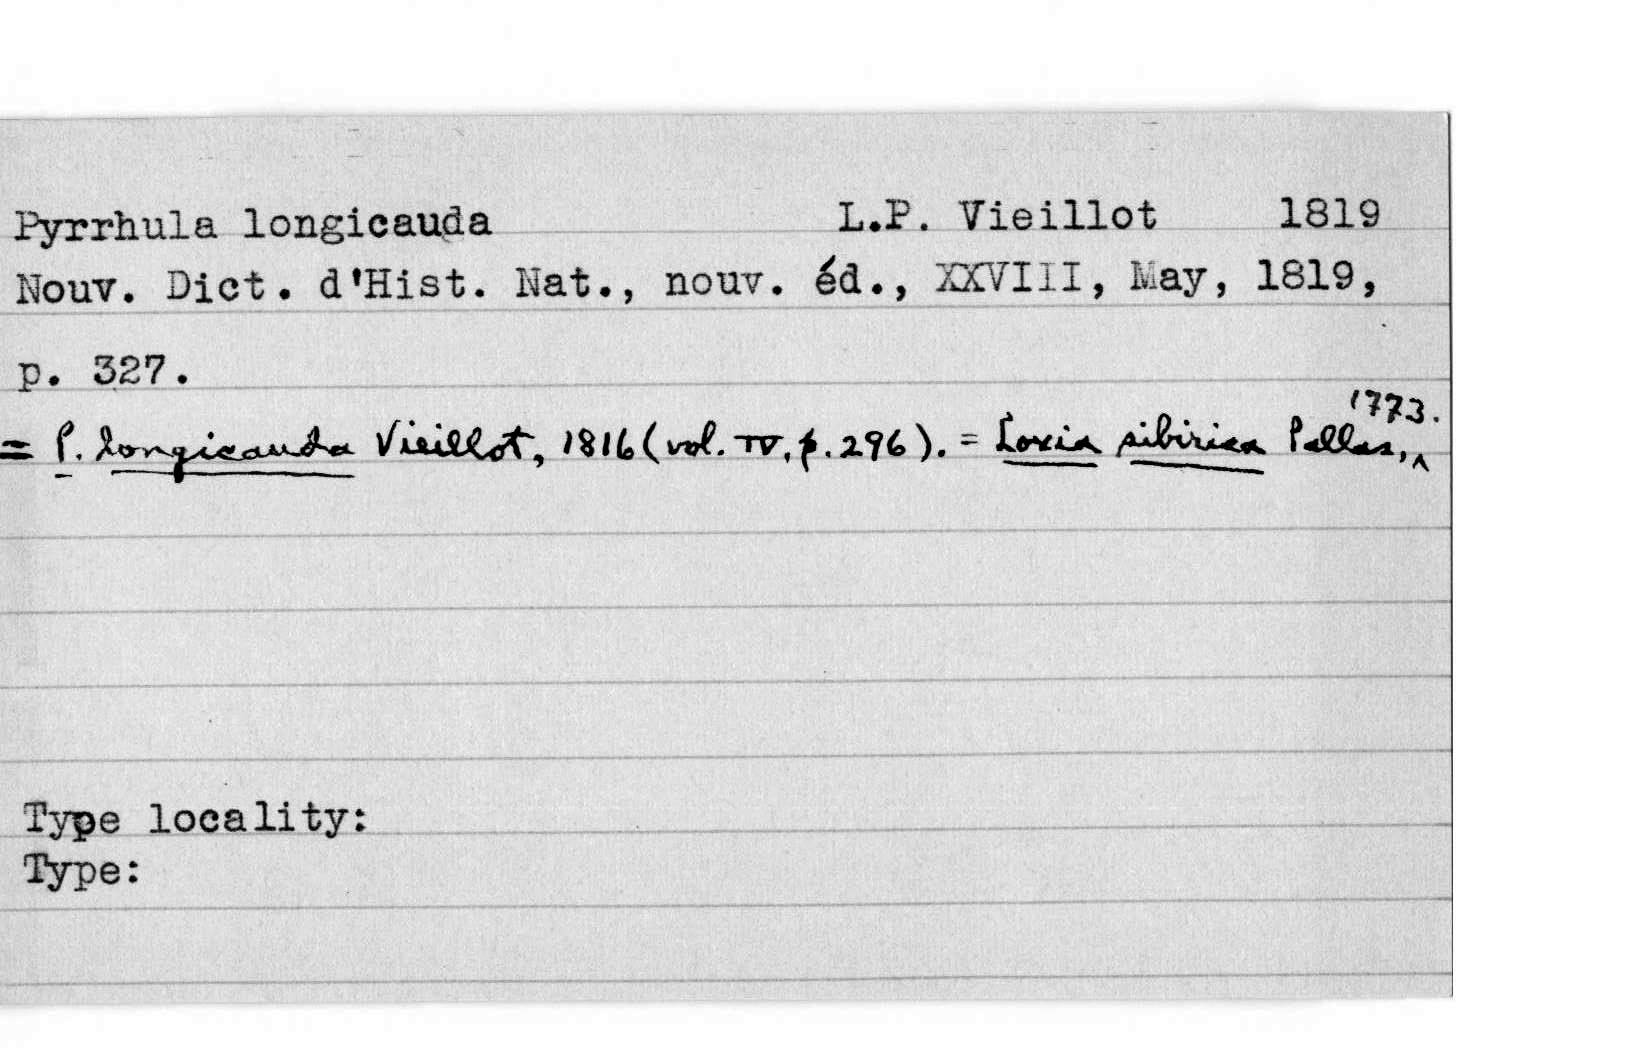 Pyrrhula longicauda L.P. Vieillot 1819
Nouv. Dict. d'Hist. Nat., nouv. éd., XXVIII, May, 1819,
p. 327.
= P. longicauda Vieillot, 1816 (vol. IV, p. 296). = Loxia sibirica Pallas, ^ 1773.
Type locality:
Type: